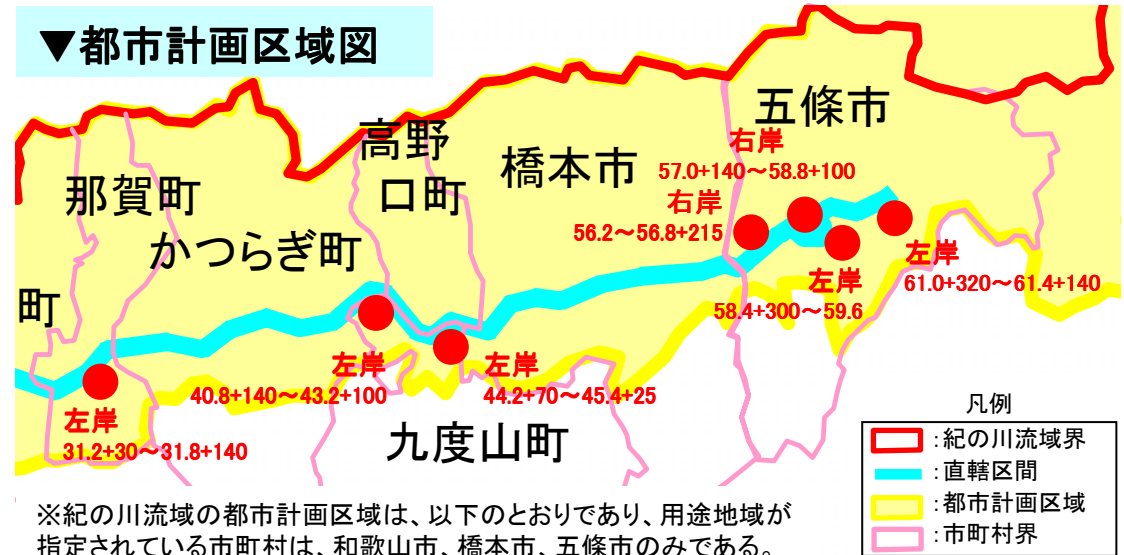 ▼都市計画区域図
五條市
高野
口町
橋本市
右岸
57.0+140～58.8+100
那賀町
右岸
56.2～56.8+215
かつらぎ町
左岸
61.0+320～61.4+140
町
左岸
58.4+300～59.6
左岸
40.8+140～43.2+100
左岸
44.2+70～45.4+25
左岸
31.2+30～31.8+140
九度山町
凡例
:紀の川流域界
:直轄区間
:都市計画区域
:市町村界
※紀の川流域の都市計画区域は、以下のとおりであり、用途地域が
指定されている市町村は、和歌山市、橋本市、五條市のみである。